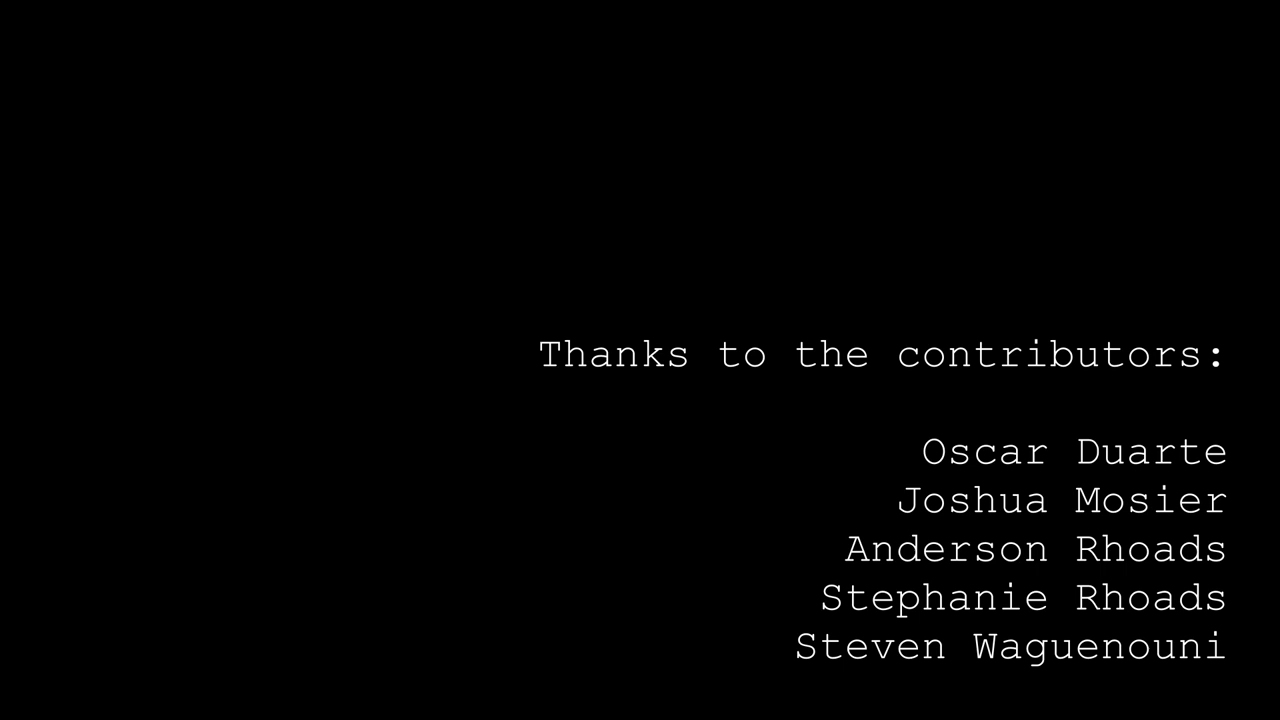 Thanks to the contributors:
Oscar Duarte
Joshua Mosier
Anderson Rhoads
Stephanie Rhoads
Steven Waguenouni